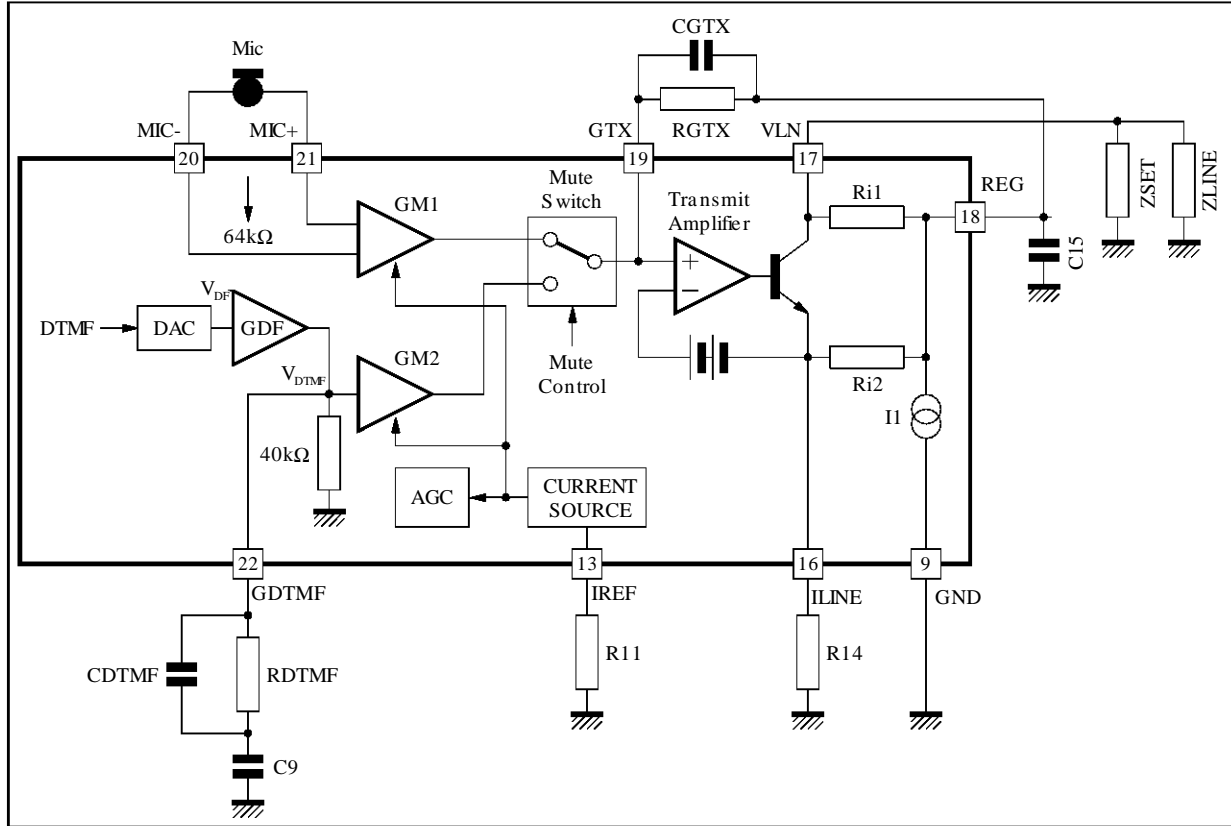 CGTX
Mic
RGTX
GTX
VLN
MIC-
MIC+
20
21
19
17
REG
18
ZSET
ZLINE
C15
GM1
Mute
Switch
Transmit
Amplifier
Ri1
64kΩ
VDF
DTMF
DAC
GDF
VDTMF
GM2
Mute
Control
Ri2
I1
40kΩ
AGC
CURRENT
SOURCE
22
13
16
9
GDTMF
IREF
ILINE
GND
CDTMF
RDTMF
R11
R14
C9